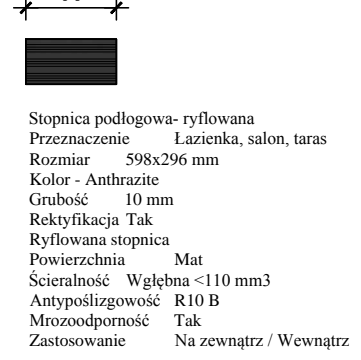 Stopnica podłogowa- ryflowana
Przeznaczenie Łazienka, salon, taras
Rozmiar 598x296 mm
Kolor - Anthrazite
Grubość 10 mm
Rektyfikacja Tak
Ryflowana stopnica
Powierzchnia Mat
Ścieralność Wgłębna <110 mm3
Antypoślizgowość R10 B
Mrozoodporność Tak
Zastosowanie Na zewnątrz / Wewnątrz